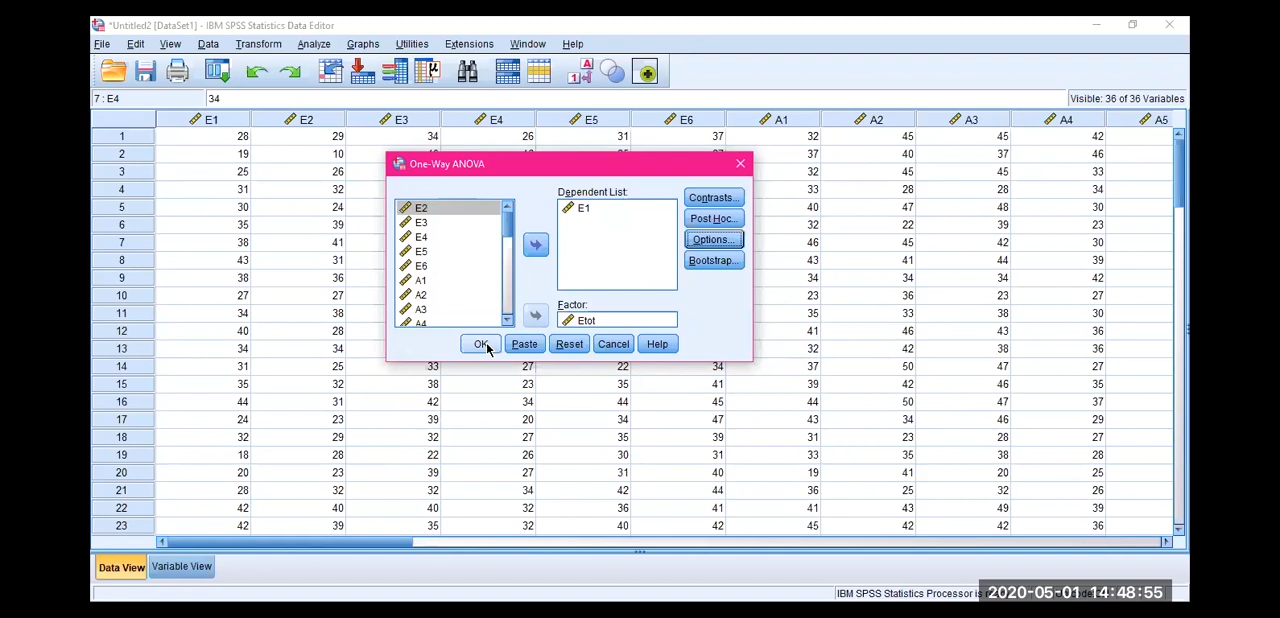 *Untitled2 [DataSet1] - IBM SPSS Statistics Data Editor
File Edit View Data Transform Analyze Graphs Utilities Extensions Window Help
7 : E4 34 Visible: 36 of 36 Variables
E1 E2 E3 E4 E5 E6 A1 A2 A3 A4 A5
1 28 29 34 26 31 37 32 45 45 42
2 19 10 37 40 37 46
3 25 26 32 45 45 33
4 31 32 33 28 28 34
5 30 24 40 47 48 30
6 35 39 32 22 39 23
7 38 41 46 45 42 30
8 43 31 43 41 44 39
9 38 36 34 34 34 42
10 27 27 23 36 23 27
11 34 38 35 33 38 30
12 40 28 41 46 43 36
13 34 34 32 42 38 36
14 31 25 33 27 22 34 37 50 47 27
15 32 32 38 23 35 41 39 42 46 35
16 44 31 42 34 44 45 44 50 47 37
17 24 23 39 20 34 47 43 34 46 29
18 32 29 32 27 35 39 31 23 28 27
19 18 28 22 26 30 31 33 35 38 28
20 20 23 39 27 31 40 19 41 20 25
21 28 32 32 34 42 44 36 25 32 26
22 42 40 40 32 36 41 41 43 49 39
23 42 39 35 32 40 42 45 42 42 36
One-Way ANOVA
Dependent List:
E2
E3
E4
E5
E6
A1
A2
A3
A4
E1
Factor:
Etot
Contrasts...
Post Hoc...
Options...
Bootstrap...
OK Paste Reset Cancel Help
Data View Variable View
IBM SPSS Statistics Processor is
2020-05-01 14:48:55